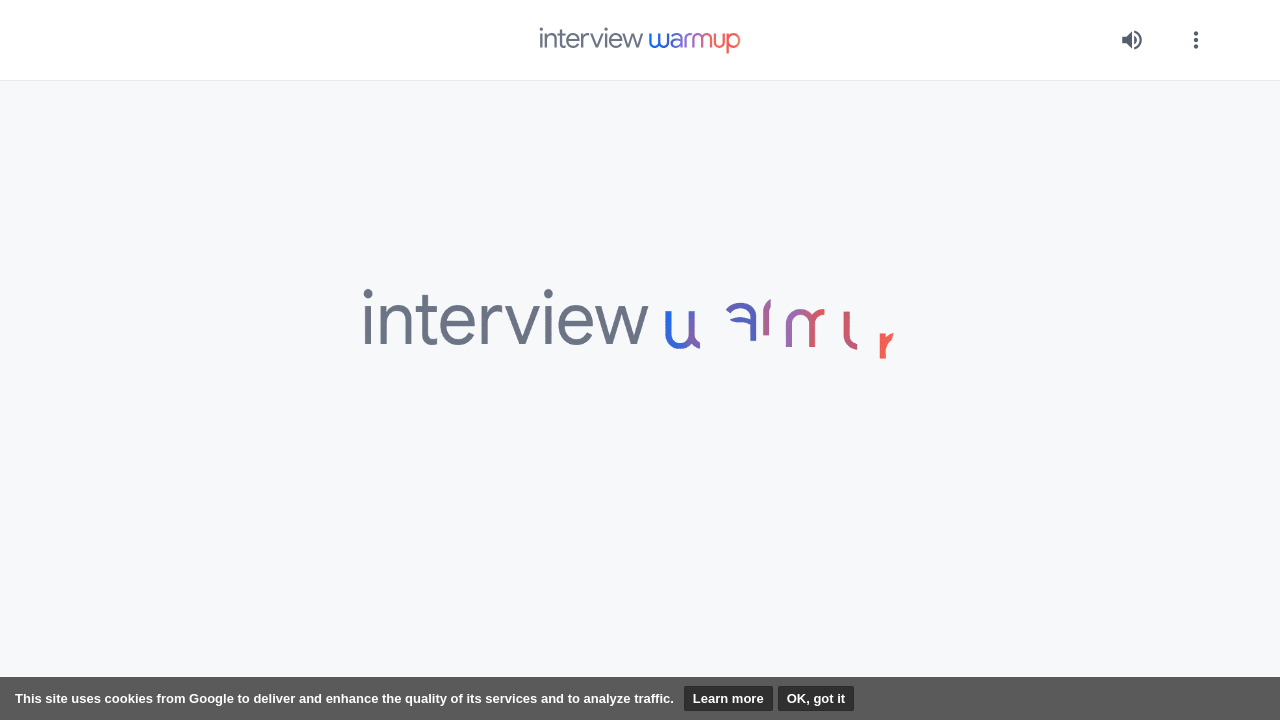 interview warmup
interview
This site uses cookies from Google to deliver and enhance the quality of its services and to analyze traffic. Learn more OK, got it